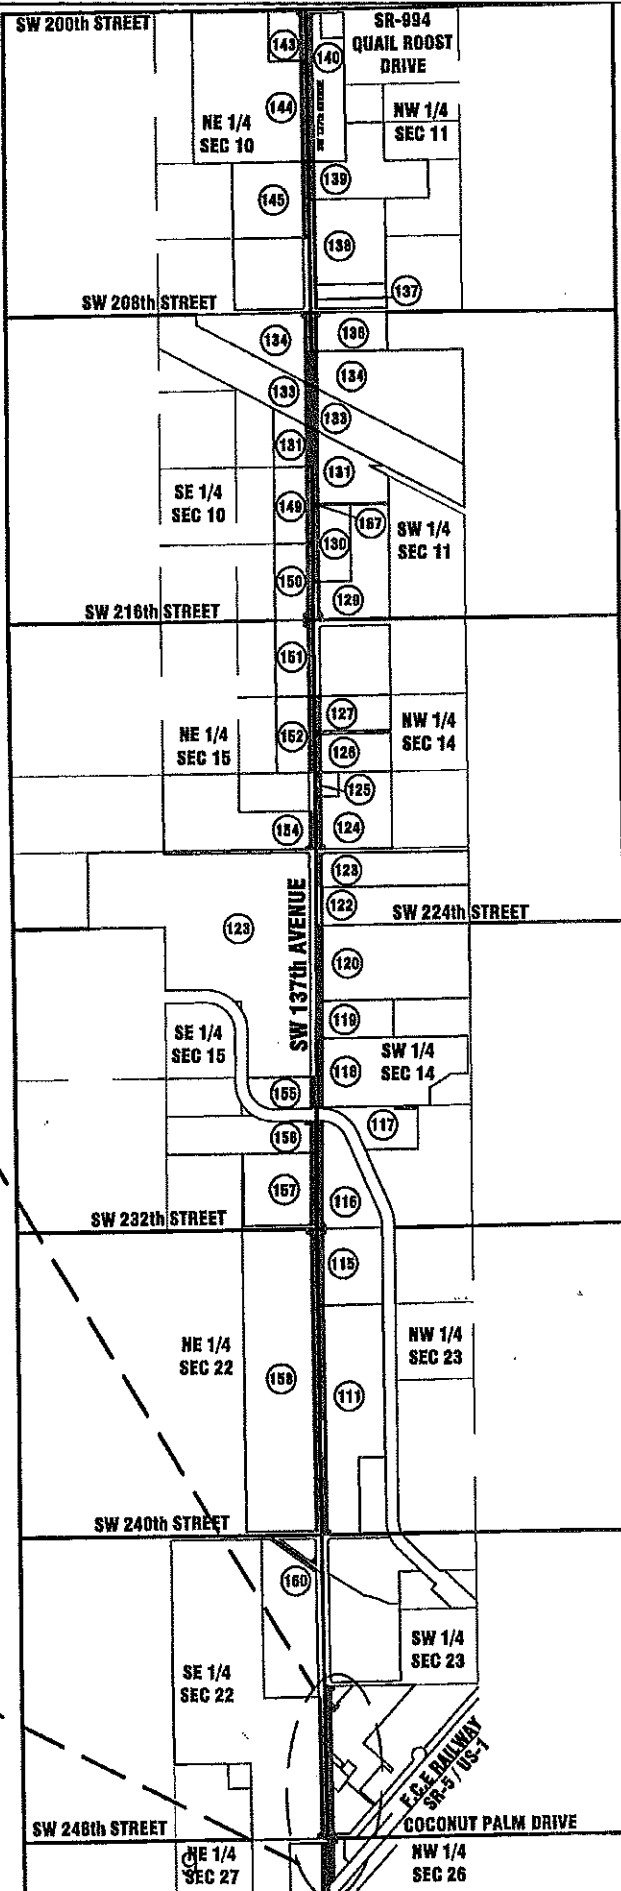 SW 200th STREET
SR-994
QUAIL ROOST
DRIVE
143
140
SW 137th AVENUE
144
NE 1/4
SEC 10
NW 1/4
SEC 11
139
145
138
137
SW 208th STREET
134
136
134
133
133
131
131
SE 1/4
SEC 10
149
167
130
SW 1/4
SEC 11
150
129
SW 216th STREET
151
127
NE 1/4
SEC 15
152
NW 1/4
SEC 14
126
125
154
124
123
122
SW 224th STREET
123
SW 137th AVENUE
120
119
SE 1/4
SEC 15
118
SW 1/4
SEC 14
155
117
156
157
116
SW 232th STREET
115
NE 1/4
SEC 22
NW 1/4
SEC 23
158
111
SW 240th STREET
160
SW 1/4
SEC 23
SE 1/4
SEC 22
F.C.E RAILWAY
SR-5 / US-1
SW 248th STREET
COCONUT PALM DRIVE
NE 1/4
SEC 27
NW 1/4
SEC 26